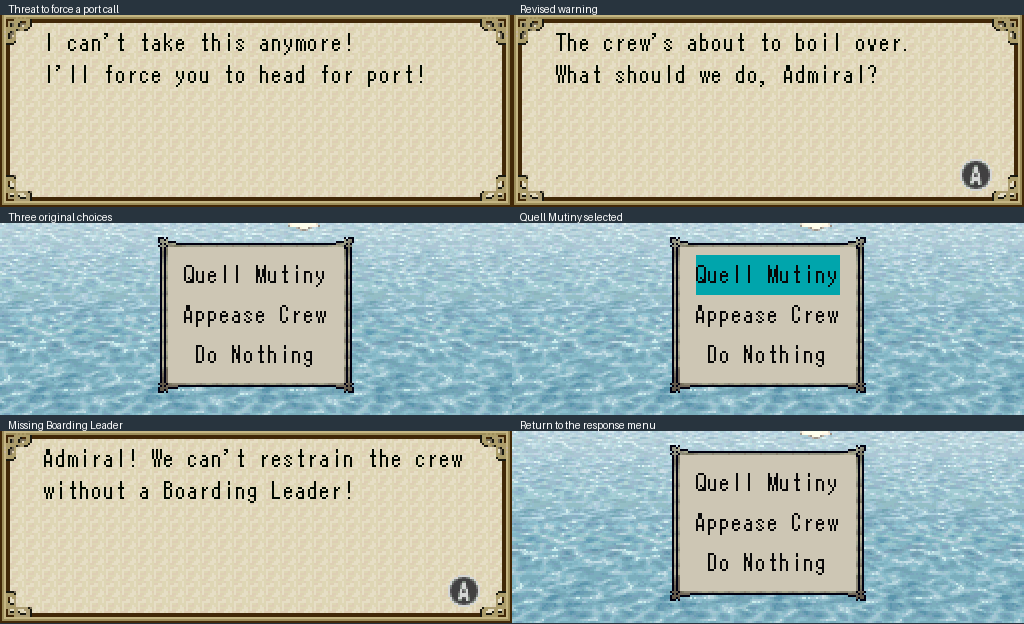 Threat to force a port call
I can't take this anymore!
I'll force you to head for port!
Revised warning
The crew's about to boil over.
What should we do, Admiral?
A
Three original choices
Quell Mutiny
Appease Crew
Do Nothing
Quell Mutiny selected
Quell Mutiny
Appease Crew
Do Nothing
Missing Boarding Leader
Admiral! We can't restrain the crew
without a Boarding Leader!
A
Return to the response menu
Quell Mutiny
Appease Crew
Do Nothing